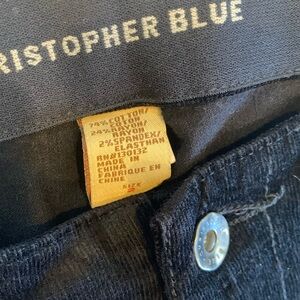 RISTOPHER BLUE
74% COTTON/
COTON
24% RAYON/
RAYON
2% SPANDEX/
ELASTHAN
RN#130132
MADE IN
CHINA
FABRIQUE EN
CHINE
SIZE
2